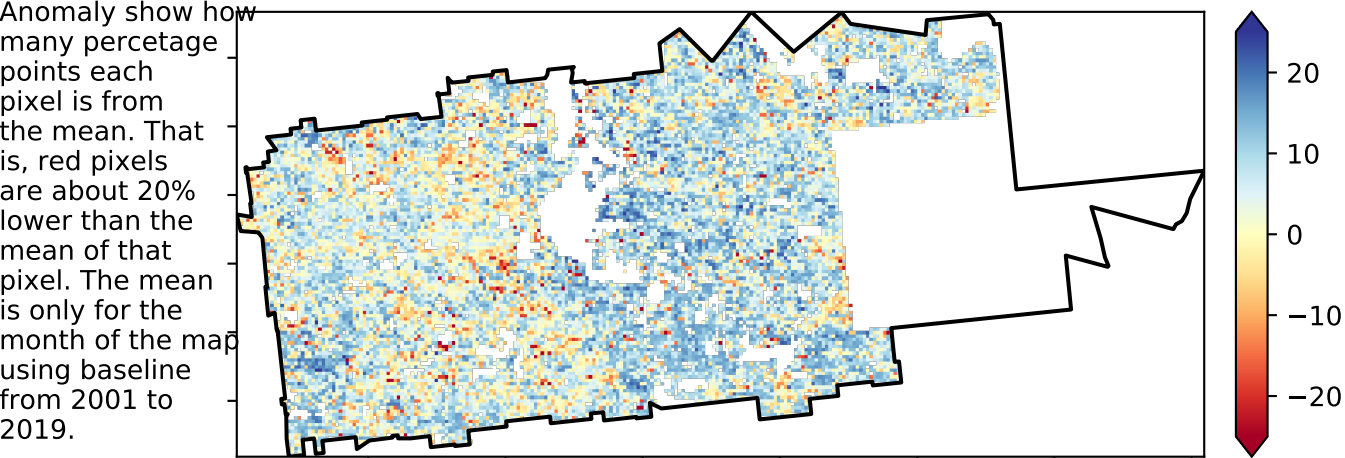 Anomaly show how
many percetage
points each
pixel is from
the mean. That
is, red pixels
are about 20%
lower than the
mean of that
pixel. The mean
is only for the
month of the map
using baseline
from 2001 to
2019.
20
10
0
−10
−20